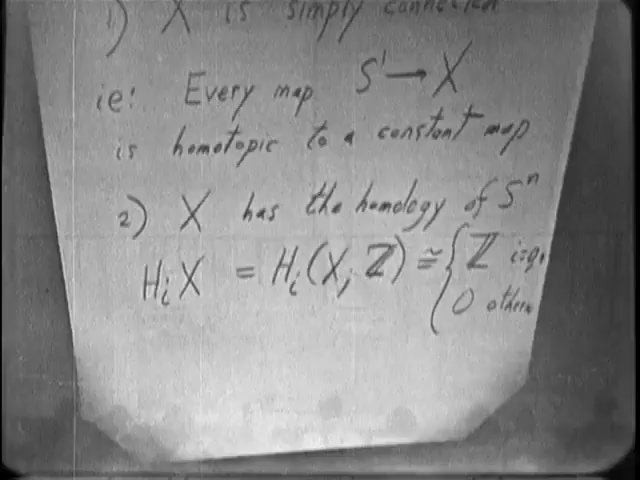 1) X is simply connected
ie: Every map S¹ → X
is homotopic to a constant map
2) X has the homology of Sⁿ
HᵢX = Hᵢ(X, ℤ) ≅ { ℤ i=0,
0 other